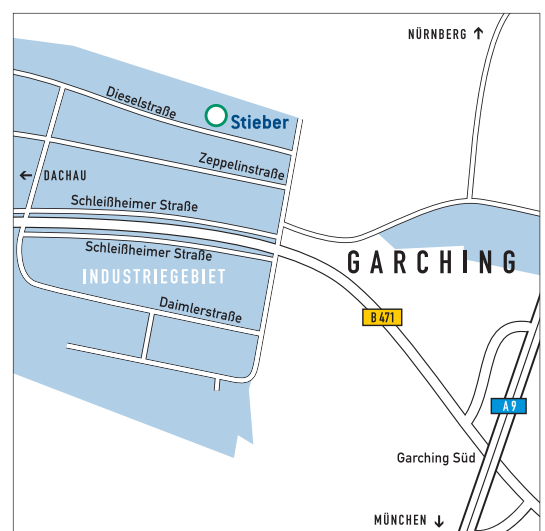 NÜRNBERG ↑
Dieselstraße
Stieber
Zeppelinstraße
← DACHAU
Schleißheimer Straße
Schleißheimer Straße
GARCHING
INDUSTRIEGEBIET
Daimlerstraße
B 471
A 9
Garching Süd
MÜNCHEN ↓